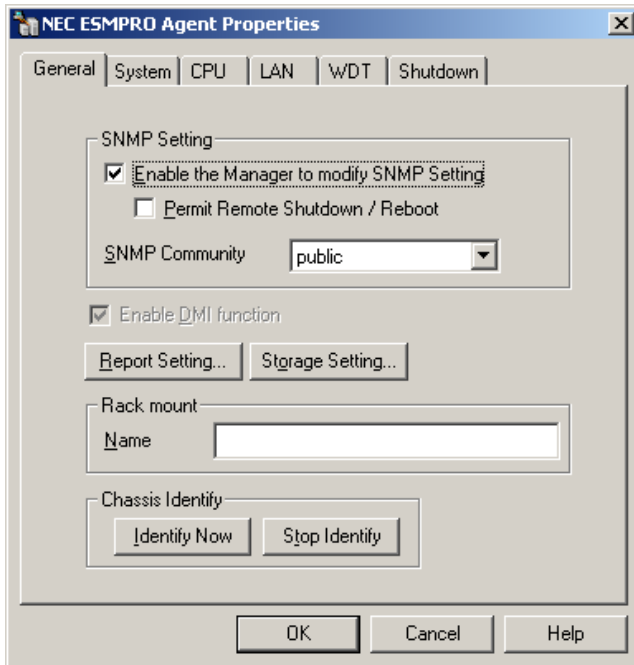 NEC ESMPRO Agent Properties
General System CPU LAN WDT Shutdown
SNMP Setting
Enable the Manager to modify SNMP Setting
Permit Remote Shutdown / Reboot
SNMP Community public
Enable DMI function
Report Setting... Storage Setting...
Rack mount
Name
Chassis Identify
Identify Now Stop Identify
OK Cancel Help